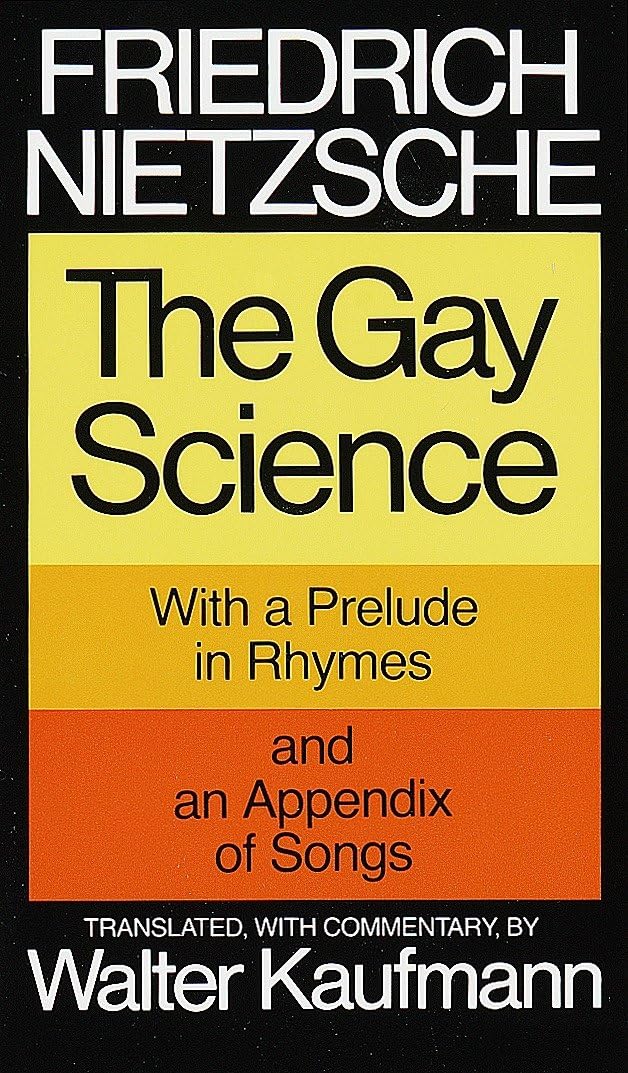 FRIEDRICH
NIETZSCHE
The Gay
Science
With a Prelude
in Rhymes
and
an Appendix
of Songs
TRANSLATED, WITH COMMENTARY, BY
Walter Kaufmann